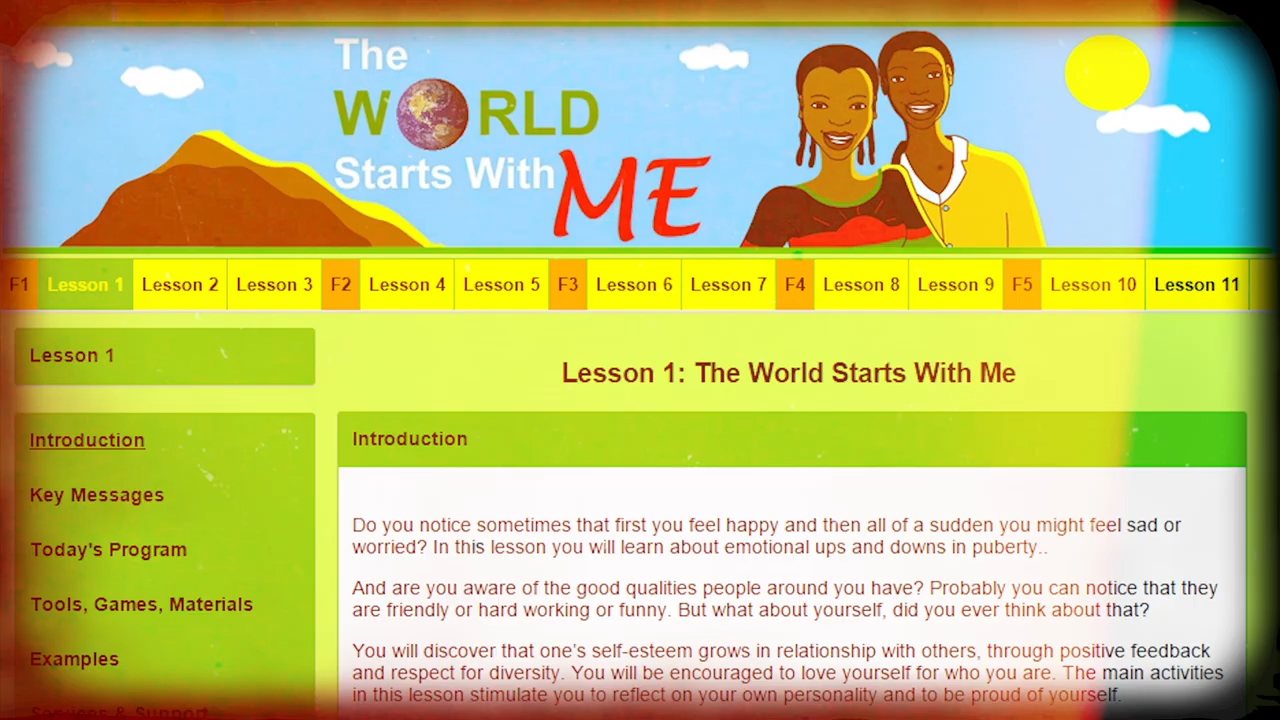 The
WORLD
Starts With ME
F1 Lesson 1 Lesson 2 Lesson 3 F2 Lesson 4 Lesson 5 F3 Lesson 6 Lesson 7 F4 Lesson 8 Lesson 9 F5 Lesson 10 Lesson 11
Lesson 1
Introduction
Key Messages
Today's Program
Tools, Games, Materials
Examples
Services & Support
Lesson 1: The World Starts With Me
Introduction
Do you notice sometimes that first you feel happy and then all of a sudden you might feel sad or
worried? In this lesson you will learn about emotional ups and downs in puberty..
And are you aware of the good qualities people around you have? Probably you can notice that they
are friendly or hard working or funny. But what about yourself, did you ever think about that?
You will discover that one's self-esteem grows in relationship with others, through positive feedback
and respect for diversity. You will be encouraged to love yourself for who you are. The main activities
in this lesson stimulate you to reflect on your own personality and to be proud of yourself.